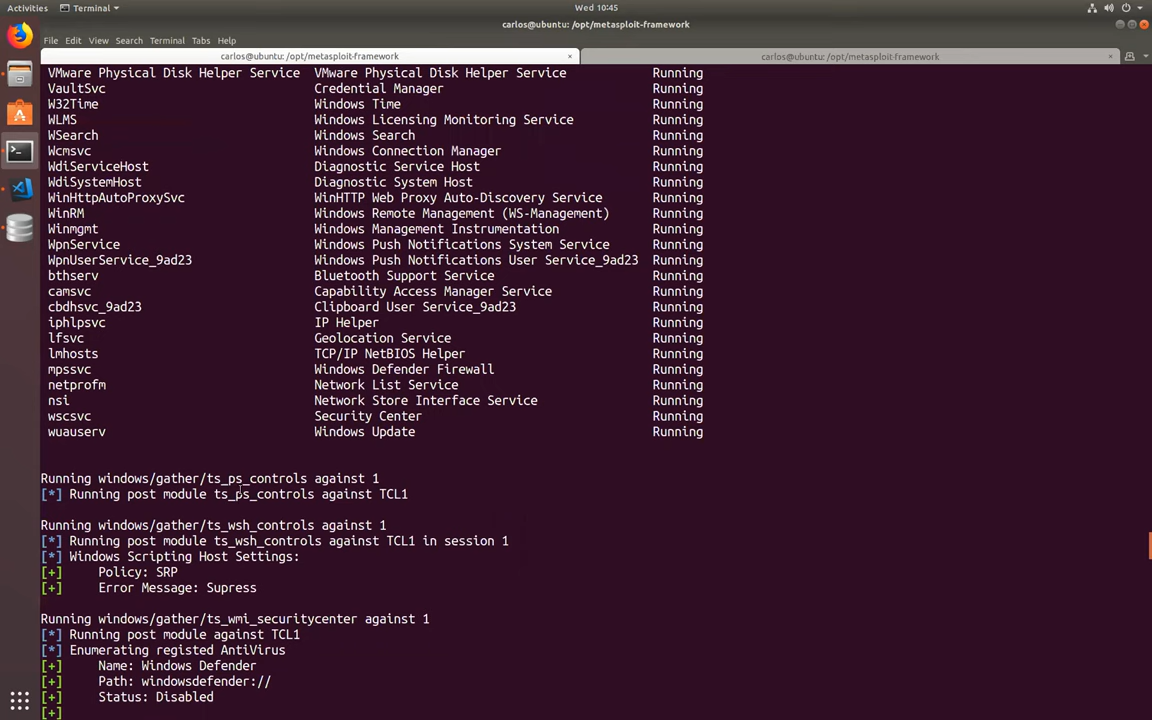 Activities Terminal Wed 10:45
carlos@ubuntu: /opt/metasploit-framework
File Edit View Search Terminal Tabs Help
carlos@ubuntu: /opt/metasploit-framework × carlos@ubuntu: /opt/metasploit-framework ×
VMware Physical Disk Helper Service VMware Physical Disk Helper Service Running
VaultSvc Credential Manager Running
W32Time Windows Time Running
WLMS Windows Licensing Monitoring Service Running
WSearch Windows Search Running
Wcmsvc Windows Connection Manager Running
WdiServiceHost Diagnostic Service Host Running
WdiSystemHost Diagnostic System Host Running
WinHttpAutoProxySvc WinHTTP Web Proxy Auto-Discovery Service Running
WinRM Windows Remote Management (WS-Management) Running
Winmgmt Windows Management Instrumentation Running
WpnService Windows Push Notifications System Service Running
WpnUserService_9ad23 Windows Push Notifications User Service_9ad23 Running
bthserv Bluetooth Support Service Running
camsvc Capability Access Manager Service Running
cbdhsvc_9ad23 Clipboard User Service_9ad23 Running
iphlpsvc IP Helper Running
lfsvc Geolocation Service Running
lmhosts TCP/IP NetBIOS Helper Running
mpssvc Windows Defender Firewall Running
netprofm Network List Service Running
nsi Network Store Interface Service Running
wscsvc Security Center Running
wuauserv Windows Update Running
Running windows/gather/ts_ps_controls against 1
[*] Running post module ts_ps_controls against TCL1
Running windows/gather/ts_wsh_controls against 1
[*] Running post module ts_wsh_controls against TCL1 in session 1
[*] Windows Scripting Host Settings:
[+] Policy: SRP
[+] Error Message: Supress
Running windows/gather/ts_wmi_securitycenter against 1
[*] Running post module against TCL1
[*] Enumerating registed AntiVirus
[+] Name: Windows Defender
[+] Path: windowsdefender://
[+] Status: Disabled
[+]